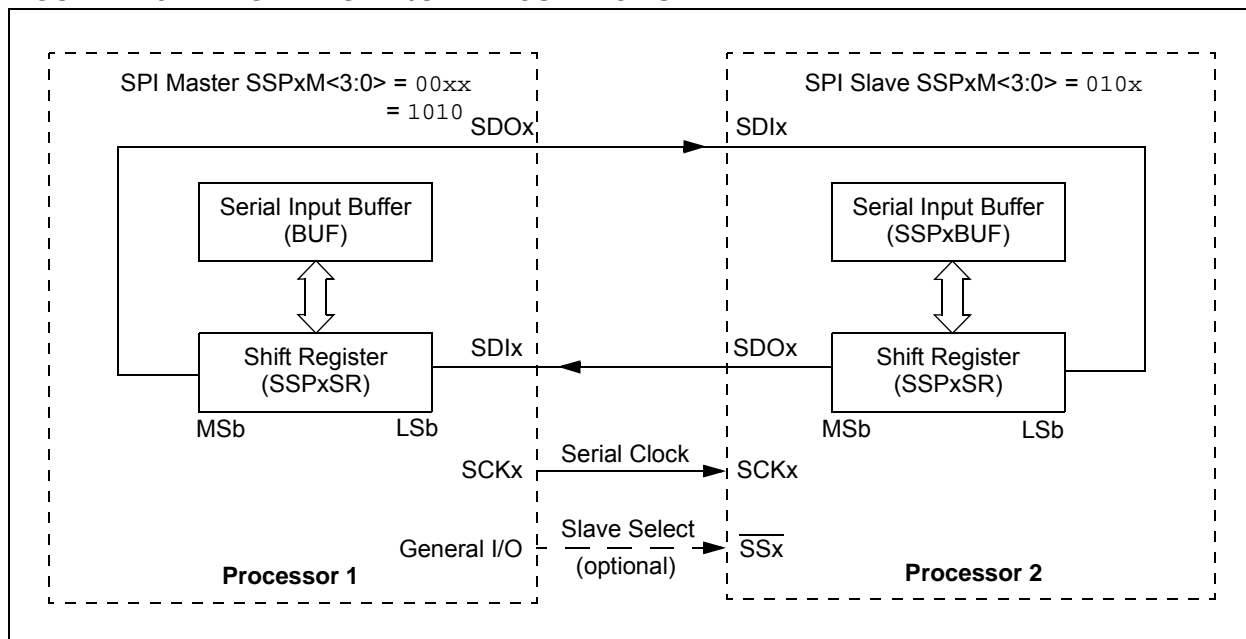 SPI Master SSPxM<3:0> = 00xx
= 1010
SDOx
Serial Input Buffer
(BUF)
SDIx
Shift Register
(SSPxSR)
MSb
LSb
SCKx
General I/O
Processor 1
Serial Clock
Slave Select
(optional)
SPI Slave SSPxM<3:0> = 010x
SDIx
Serial Input Buffer
(SSPxBUF)
SDOx
Shift Register
(SSPxSR)
MSb
LSb
SCKx
SSx
Processor 2